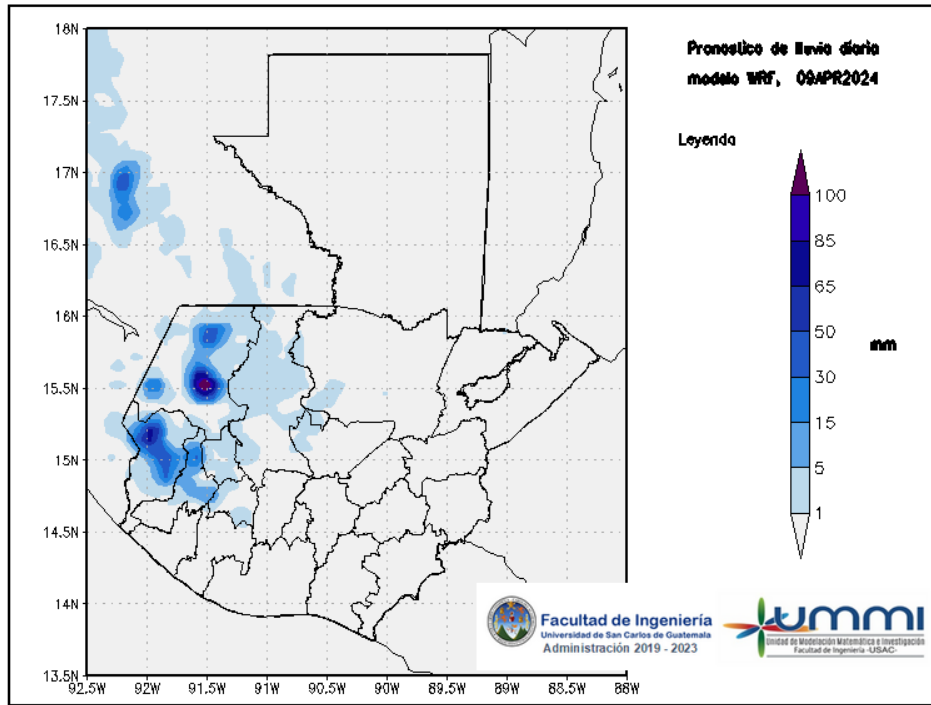 18N
17.5N
17N
16.5N
16N
15.5N
15N
14.5N
14N
13.5N
92.5W
92W
91.5W
91W
90.5W
90W
89.5W
89W
88.5W
88W
Pronostico de lluvia diaria
modelo WRF, 09APR2024
Leyenda
100
85
65
50
30
15
5
1
mm
Facultad de Ingeniería
Universidad de San Carlos de Guatemala
Administración 2019 - 2023
UMMI
Unidad de Modelación Matemática e Investigación
Facultad de Ingeniería -USAC-